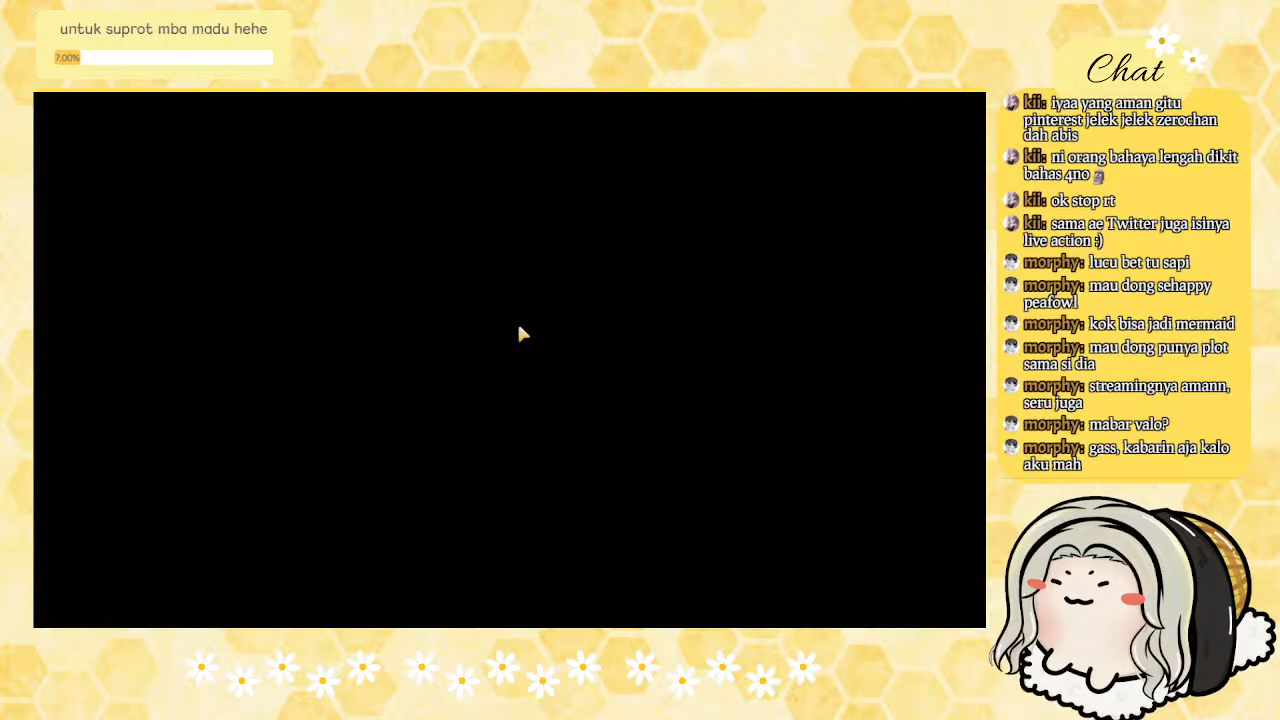 untuk suprot mba madu hehe
7.00%
Chat
kii: iyaa yang aman gitu
pinterest jelek jelek zerochan
dah abis
kii: ni orang bahaya lengah dikit
bahas 4no
kii: ok stop rt
kii: sama ae Twitter juga isinya
live action :)
morphy: lucu bet tu sapi
morphy: mau dong sehappy
peafowl
morphy: kok bisa jadi mermaid
morphy: mau dong punya plot
sama si dia
morphy: streamingnya amann,
seru juga
morphy: mabar valo?
morphy: gass, kabarin aja kalo
aku mah